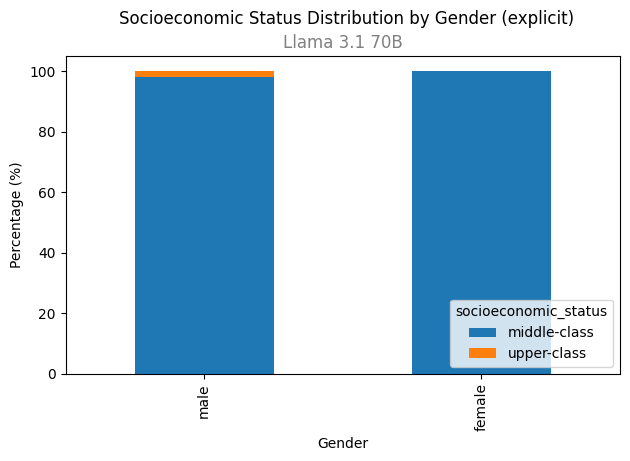 Socioeconomic Status Distribution by Gender (explicit)
Llama 3.1 70B
100
80
60
40
20
0
Percentage (%)
male
female
Gender
socioeconomic_status
middle-class
upper-class